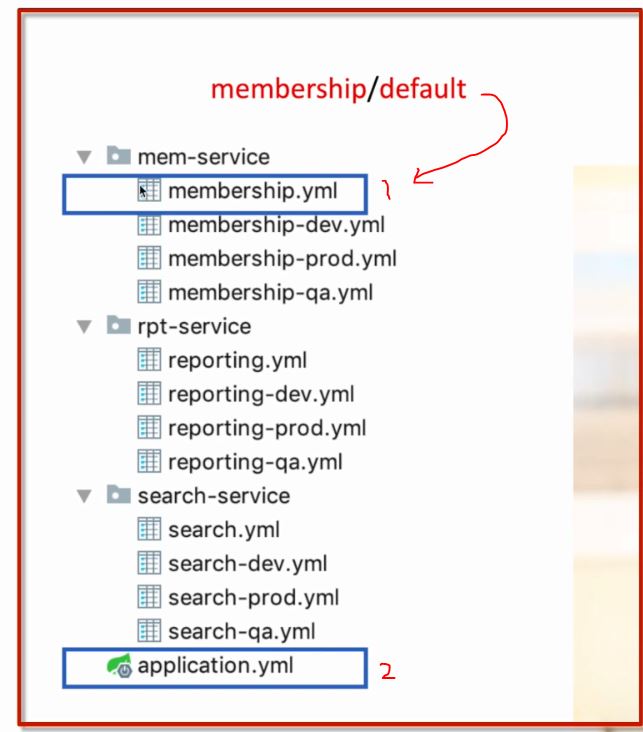 membership/default
mem-service
membership.yml 1
membership-dev.yml
membership-prod.yml
membership-qa.yml
rpt-service
reporting.yml
reporting-dev.yml
reporting-prod.yml
reporting-qa.yml
search-service
search.yml
search-dev.yml
search-prod.yml
search-qa.yml
application.yml 2